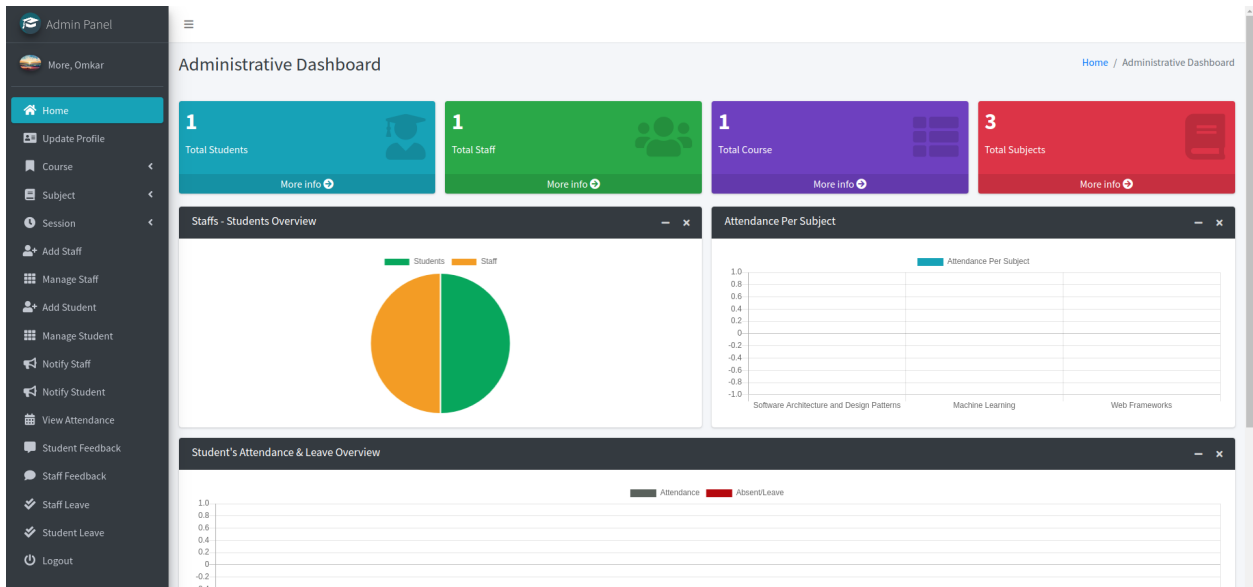 Admin Panel
More, Omkar
Home
Update Profile
Course
Subject
Session
Add Staff
Manage Staff
Add Student
Manage Student
Notify Staff
Notify Student
View Attendance
Student Feedback
Staff Feedback
Staff Leave
Student Leave
Logout
Administrative Dashboard
Home / Administrative Dashboard
1
Total Students
More info
1
Total Staff
More info
1
Total Course
More info
3
Total Subjects
More info
Staffs - Students Overview
Students Staff
Attendance Per Subject
Attendance Per Subject
1.0
0.8
0.6
0.4
0.2
0
-0.2
-0.4
-0.6
-0.8
-1.0
Software Architecture and Design Patterns Machine Learning Web Frameworks
Student's Attendance & Leave Overview
Attendance Absent/Leave
1.0
0.8
0.6
0.4
0.2
0
-0.2